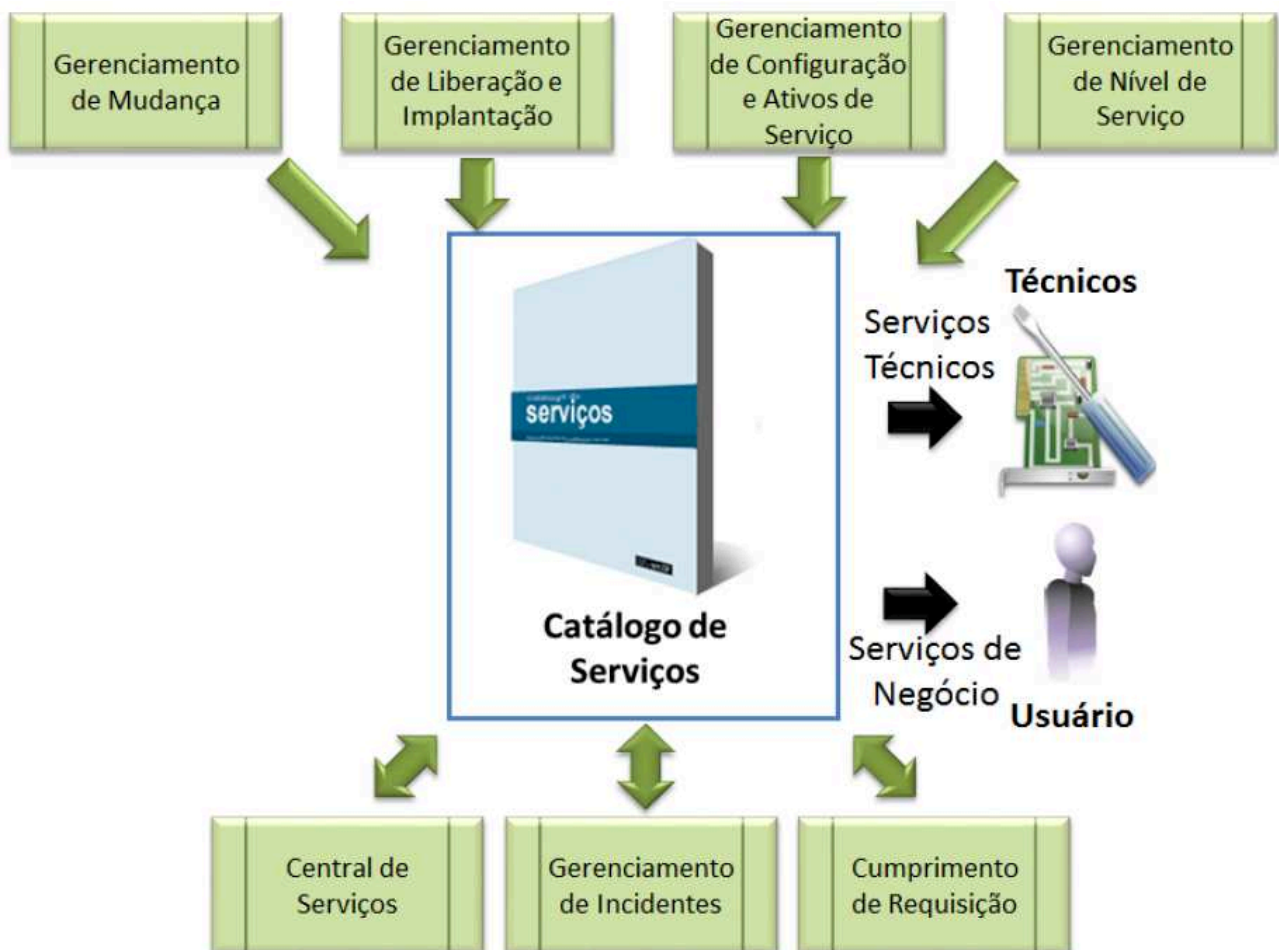 Gerenciamento
de Mudança
Gerenciamento
de Liberação e
Implantação
Gerenciamento
de Configuração
e Ativos de
Serviço
Gerenciamento
de Nível de
Serviço
Técnicos
Serviços
Técnicos
serviços
Catálogo de
Serviços
Serviços de
Negócio
Usuário
Central de
Serviços
Gerenciamento
de Incidentes
Cumprimento
de Requisição